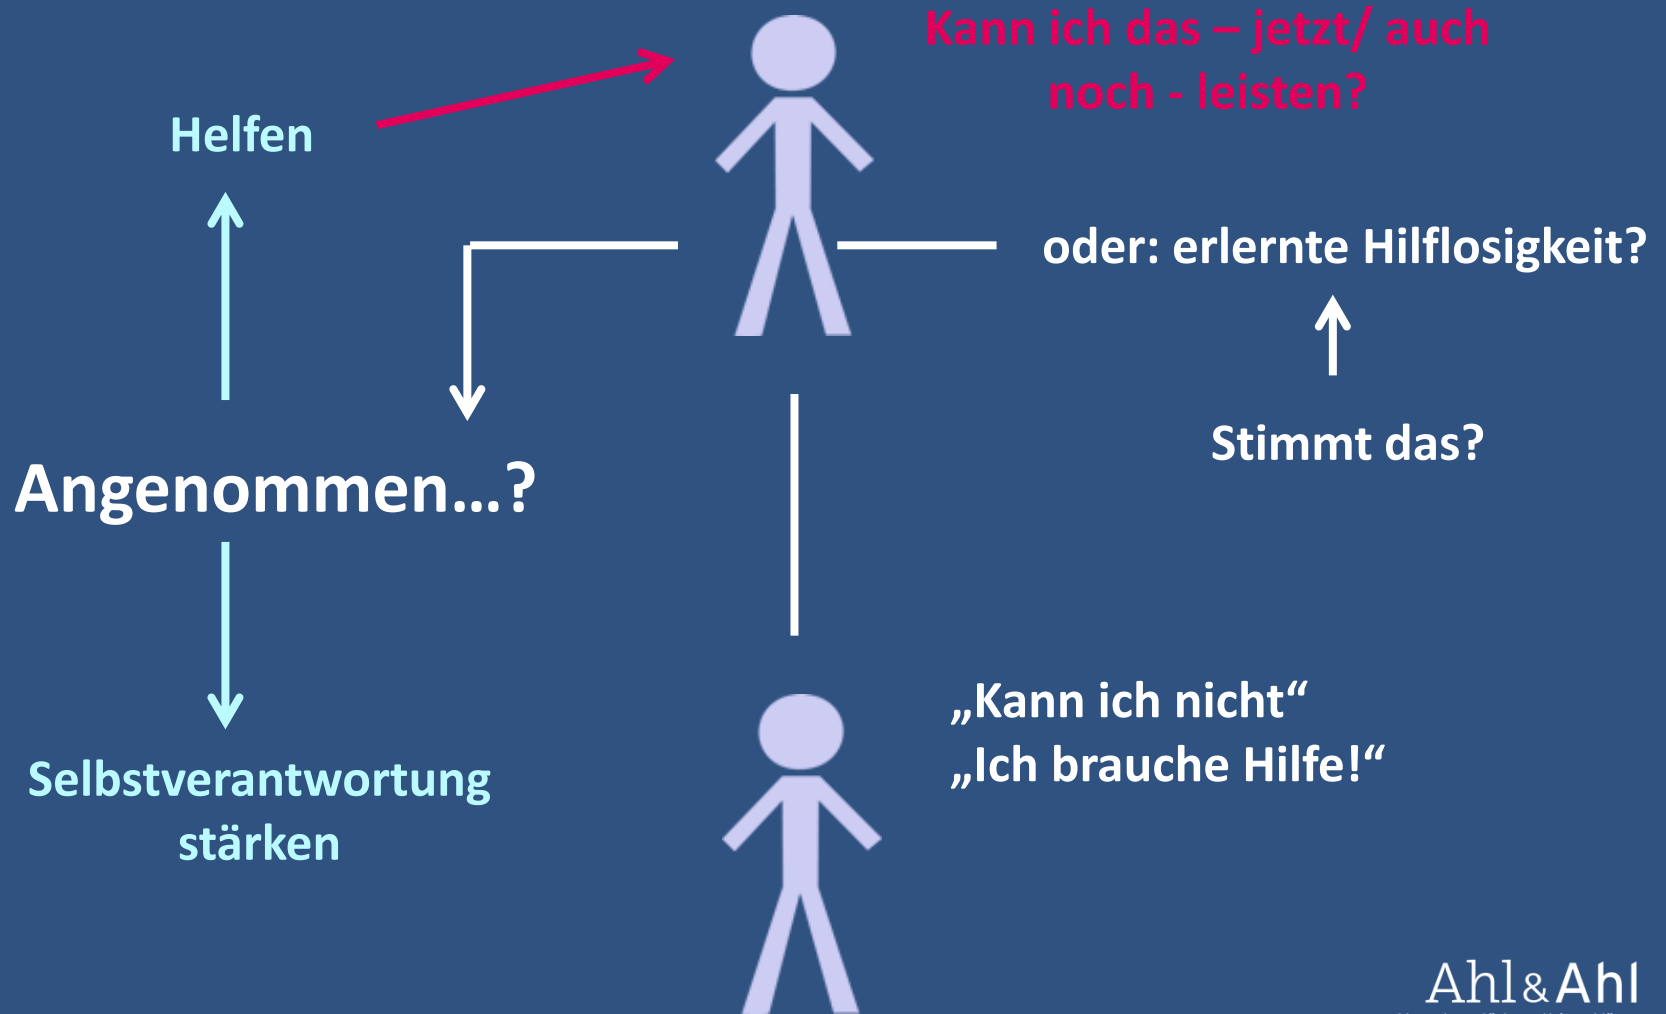 Kann ich das – jetzt/ auch
noch - leisten?
Helfen
oder: erlernte Hilflosigkeit?
Stimmt das?
Angenommen...?
„Kann ich nicht“
„Ich brauche Hilfe!“
Selbstverantwortung
stärken
Ahl&Ahl